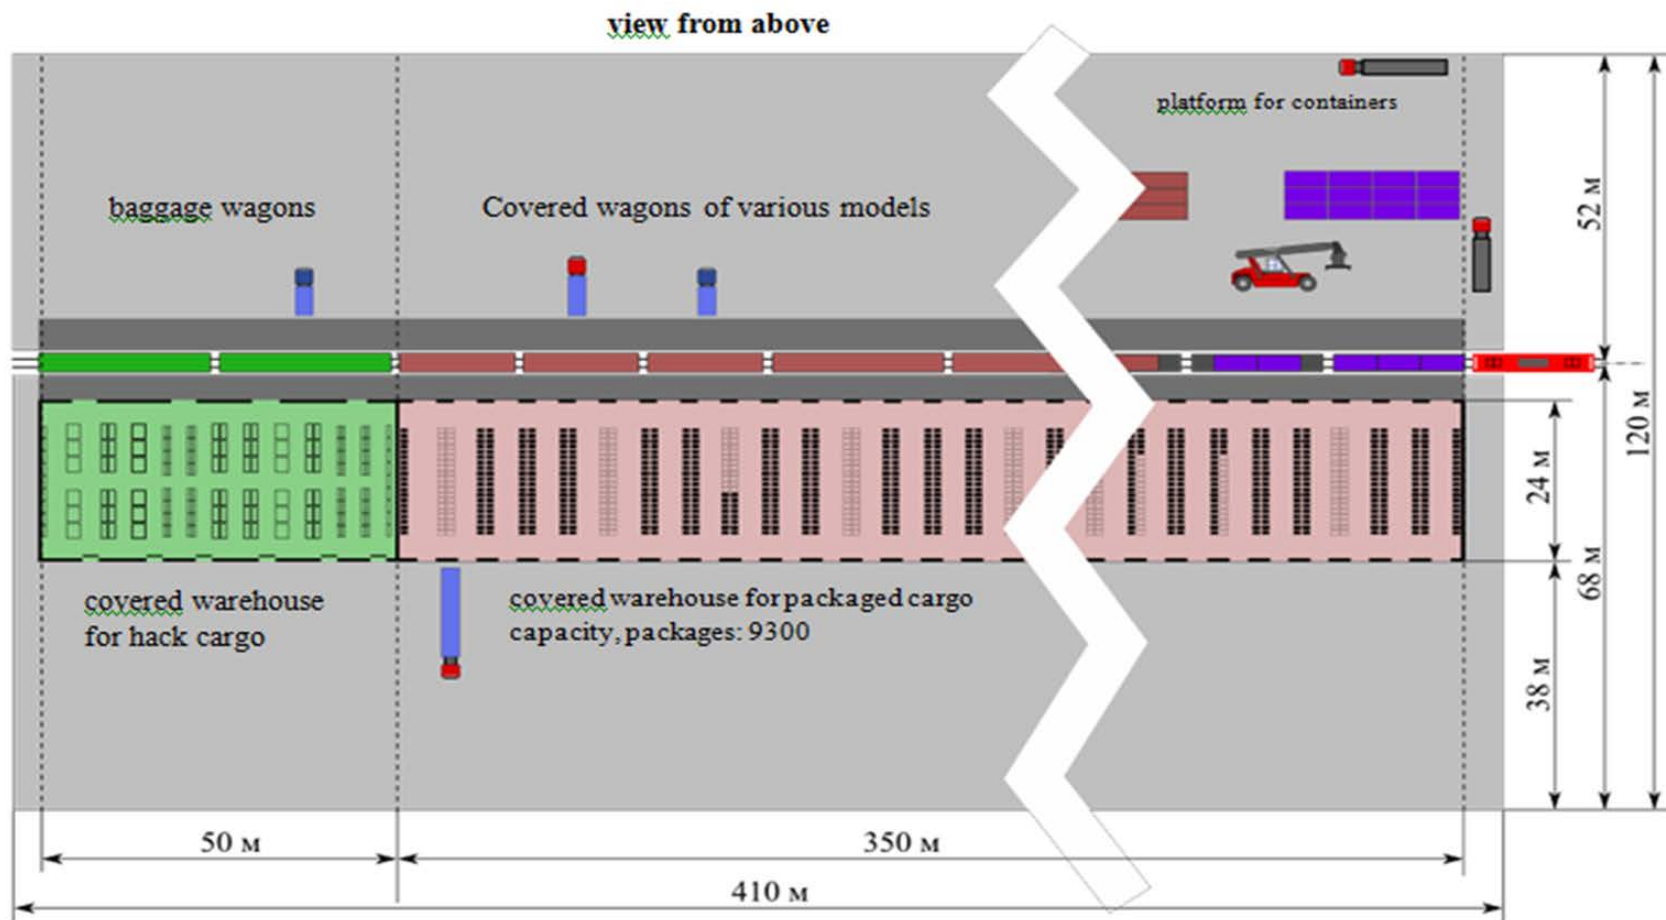 view from above
platform for containers
baggage wagons
Covered wagons of various models
52 м
120 м
24 м
68 м
38 м
covered warehouse
for hack cargo
covered warehouse for packaged cargo
capacity, packages: 9300
50 м
350 м
410 м